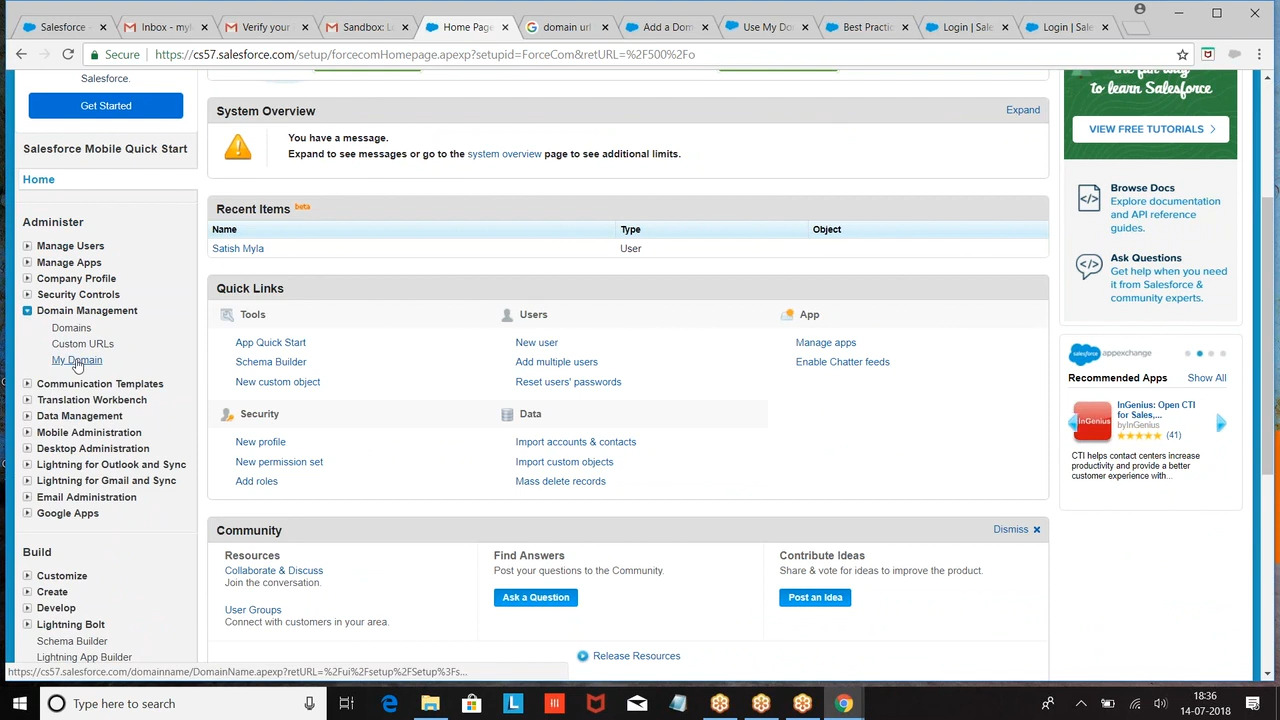 Salesforce -
Inbox - myl
Verify your
Sandbox: Lo
Home Page
domain url
Add a Dom
Use My Do
Best Practic
Login | Sale
Login | Sale
Secure
https://cs57.salesforce.com/setup/forcecomHomepage.apexp?setupid=ForceCom&retURL=%2F500%2Fo
Salesforce.
Get Started
Salesforce Mobile Quick Start
Home
Administer
Manage Users
Manage Apps
Company Profile
Security Controls
Domain Management
Domains
Custom URLs
My Domain
Communication Templates
Translation Workbench
Data Management
Mobile Administration
Desktop Administration
Lightning for Outlook and Sync
Lightning for Gmail and Sync
Email Administration
Google Apps
Build
Customize
Create
Develop
Lightning Bolt
Schema Builder
Lightning App Builder
System Overview
Expand
You have a message.
Expand to see messages or go to the system overview page to see additional limits.
Recent Items beta
Name Type Object
Satish Myla User
Quick Links
Tools
App Quick Start
Schema Builder
New custom object
Users
New user
Add multiple users
Reset users' passwords
App
Manage apps
Enable Chatter feeds
Security
New profile
New permission set
Add roles
Data
Import accounts & contacts
Import custom objects
Mass delete records
Community
Dismiss
Resources
Collaborate & Discuss
Join the conversation.
User Groups
Connect with customers in your area.
Find Answers
Post your questions to the Community.
Ask a Question
Contribute Ideas
Share & vote for ideas to improve the product.
Post an Idea
Release Resources
the fun way
to learn Salesforce
VIEW FREE TUTORIALS
Browse Docs
Explore documentation
and API reference
guides.
Ask Questions
Get help when you need
it from Salesforce &
community experts.
salesforce appexchange
Recommended Apps Show All
InGenius
InGenius: Open CTI
for Sales,...
byInGenius
(41)
CTI helps contact centers increase
productivity and provide a better
customer experience with...
https://cs57.salesforce.com/domainname/DomainName.apexp?retURL=%2Fui%2Fsetup%2FSetup%3Fs...
Type here to search
L
18:36
14-07-2018